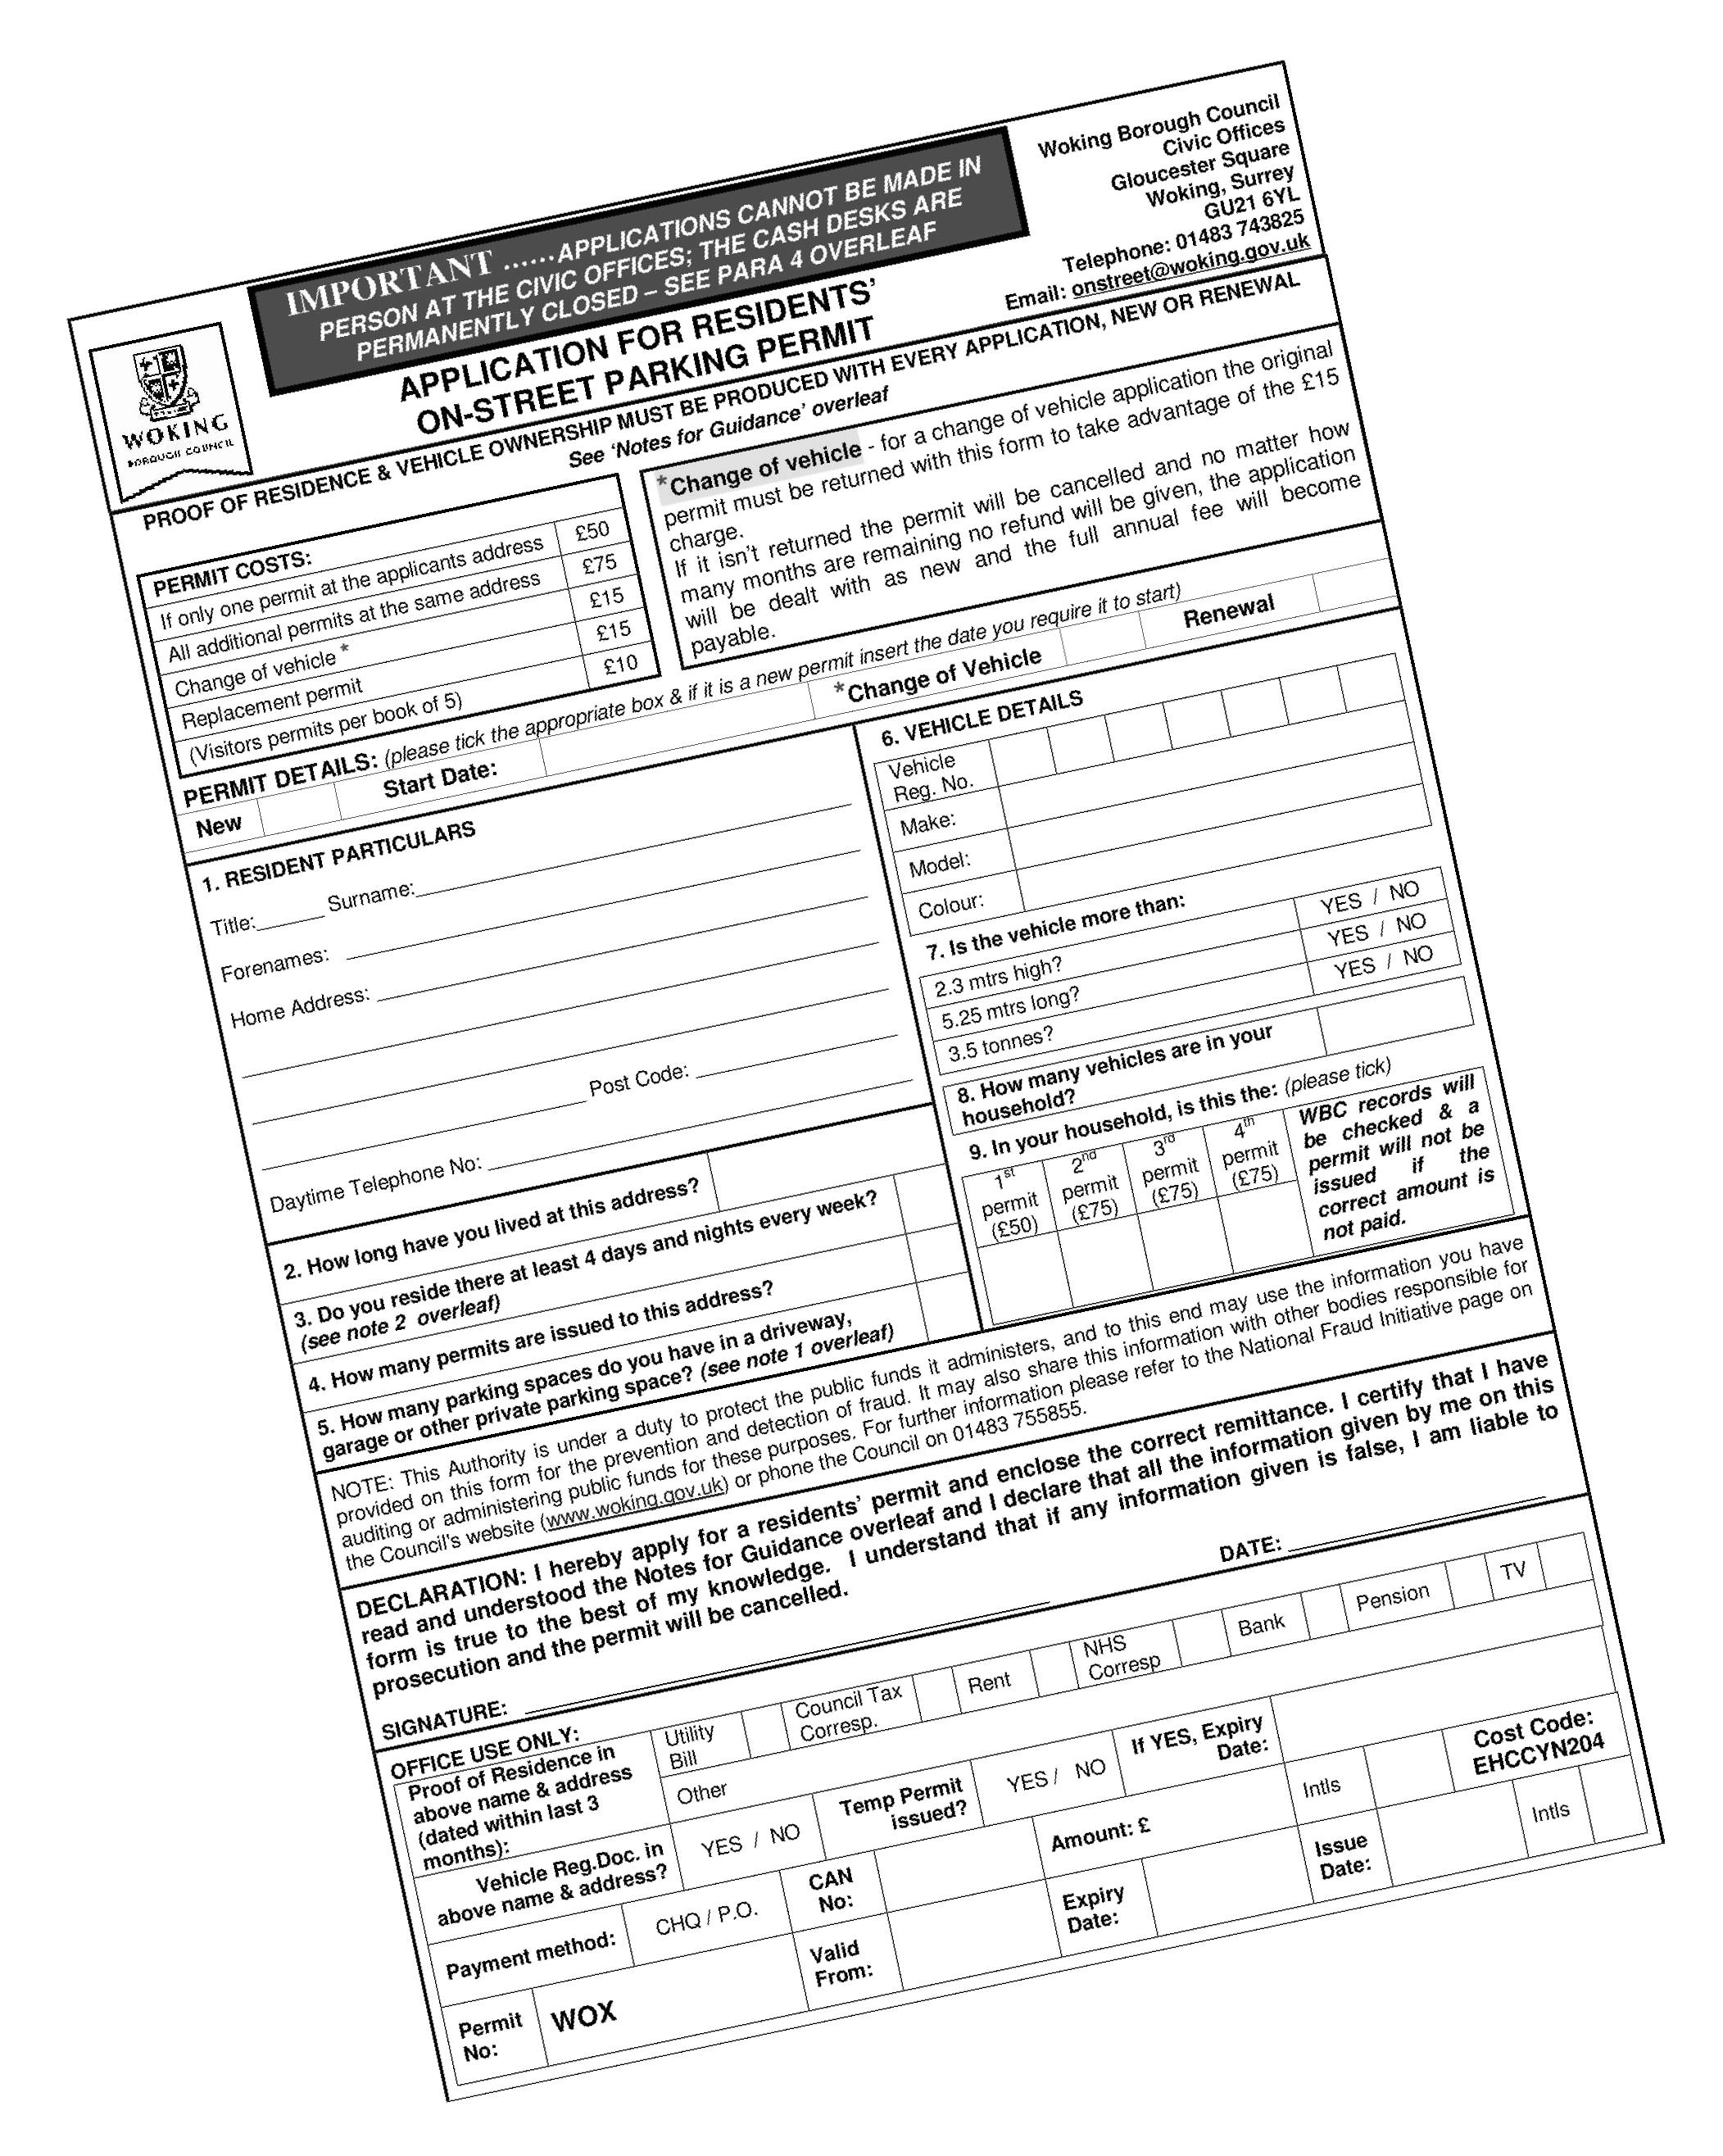 IMPORTANT ......APPLICATIONS CANNOT BE MADE IN
PERSON AT THE CIVIC OFFICES; THE CASH DESKS ARE
PERMANENTLY CLOSED – SEE PARA 4 OVERLEAF
APPLICATION FOR RESIDENTS'
ON-STREET PARKING PERMIT
Woking Borough Council
Civic Offices
Gloucester Square
Woking, Surrey
GU21 6YL
Telephone: 01483 743825
Email: onstreet@woking.gov.uk
WOKING
BOROUGH COUNCIL
PROOF OF RESIDENCE & VEHICLE OWNERSHIP MUST BE PRODUCED WITH EVERY APPLICATION, NEW OR RENEWAL
See 'Notes for Guidance' overleaf
PERMIT COSTS:
If only one permit at the applicants address £50
All additional permits at the same address £75
Change of vehicle * £15
Replacement permit £15
(Visitors permits per book of 5) £10
*Change of vehicle - for a change of vehicle application the original
permit must be returned with this form to take advantage of the £15
charge.
If it isn't returned the permit will be cancelled and no matter how
many months are remaining no refund will be given, the application
will be dealt with as new and the full annual fee will become
payable.
PERMIT DETAILS: (please tick the appropriate box & if it is a new permit insert the date you require it to start)
New Start Date: *Change of Vehicle Renewal
1. RESIDENT PARTICULARS
Title: Surname:
Forenames:
Home Address:
Post Code:
Daytime Telephone No:
2. How long have you lived at this address?
3. Do you reside there at least 4 days and nights every week?
(see note 2 overleaf)
4. How many permits are issued to this address?
5. How many parking spaces do you have in a driveway,
garage or other private parking space? (see note 1 overleaf)
6. VEHICLE DETAILS
Vehicle
Reg. No.
Make:
Model:
Colour:
7. Is the vehicle more than:
2.3 mtrs high? YES / NO
5.25 mtrs long? YES / NO
3.5 tonnes? YES / NO
8. How many vehicles are in your
household?
9. In your household, is this the: (please tick)
1st permit (£50)
2nd permit (£75)
3rd permit (£75)
4th permit (£75)
WBC records will
be checked & a
permit will not be
issued if the
correct amount is
not paid.
NOTE: This Authority is under a duty to protect the public funds it administers, and to this end may use the information you have
provided on this form for the prevention and detection of fraud. It may also share this information with other bodies responsible for
auditing or administering public funds for these purposes. For further information please refer to the National Fraud Initiative page on
the Council's website (www.woking.gov.uk) or phone the Council on 01483 755855.
DECLARATION: I hereby apply for a residents' permit and enclose the correct remittance. I certify that I have
read and understood the Notes for Guidance overleaf and I declare that all the information given by me on this
form is true to the best of my knowledge. I understand that if any information given is false, I am liable to
prosecution and the permit will be cancelled.
SIGNATURE: DATE:
OFFICE USE ONLY:
Proof of Residence in
above name & address
(dated within last 3
months):
Utility
Bill
Council Tax
Corresp.
Rent
NHS
Corresp
Bank
Pension
TV
Other
Vehicle Reg.Doc. in
above name & address?
YES / NO
Temp Permit
issued?
YES / NO
If YES, Expiry
Date:
Payment method:
CHQ / P.O.
CAN
No:
Amount: £
Intls
Cost Code:
EHCCYN204
Permit
No:
WOX
Valid
From:
Expiry
Date:
Issue
Date:
Intls